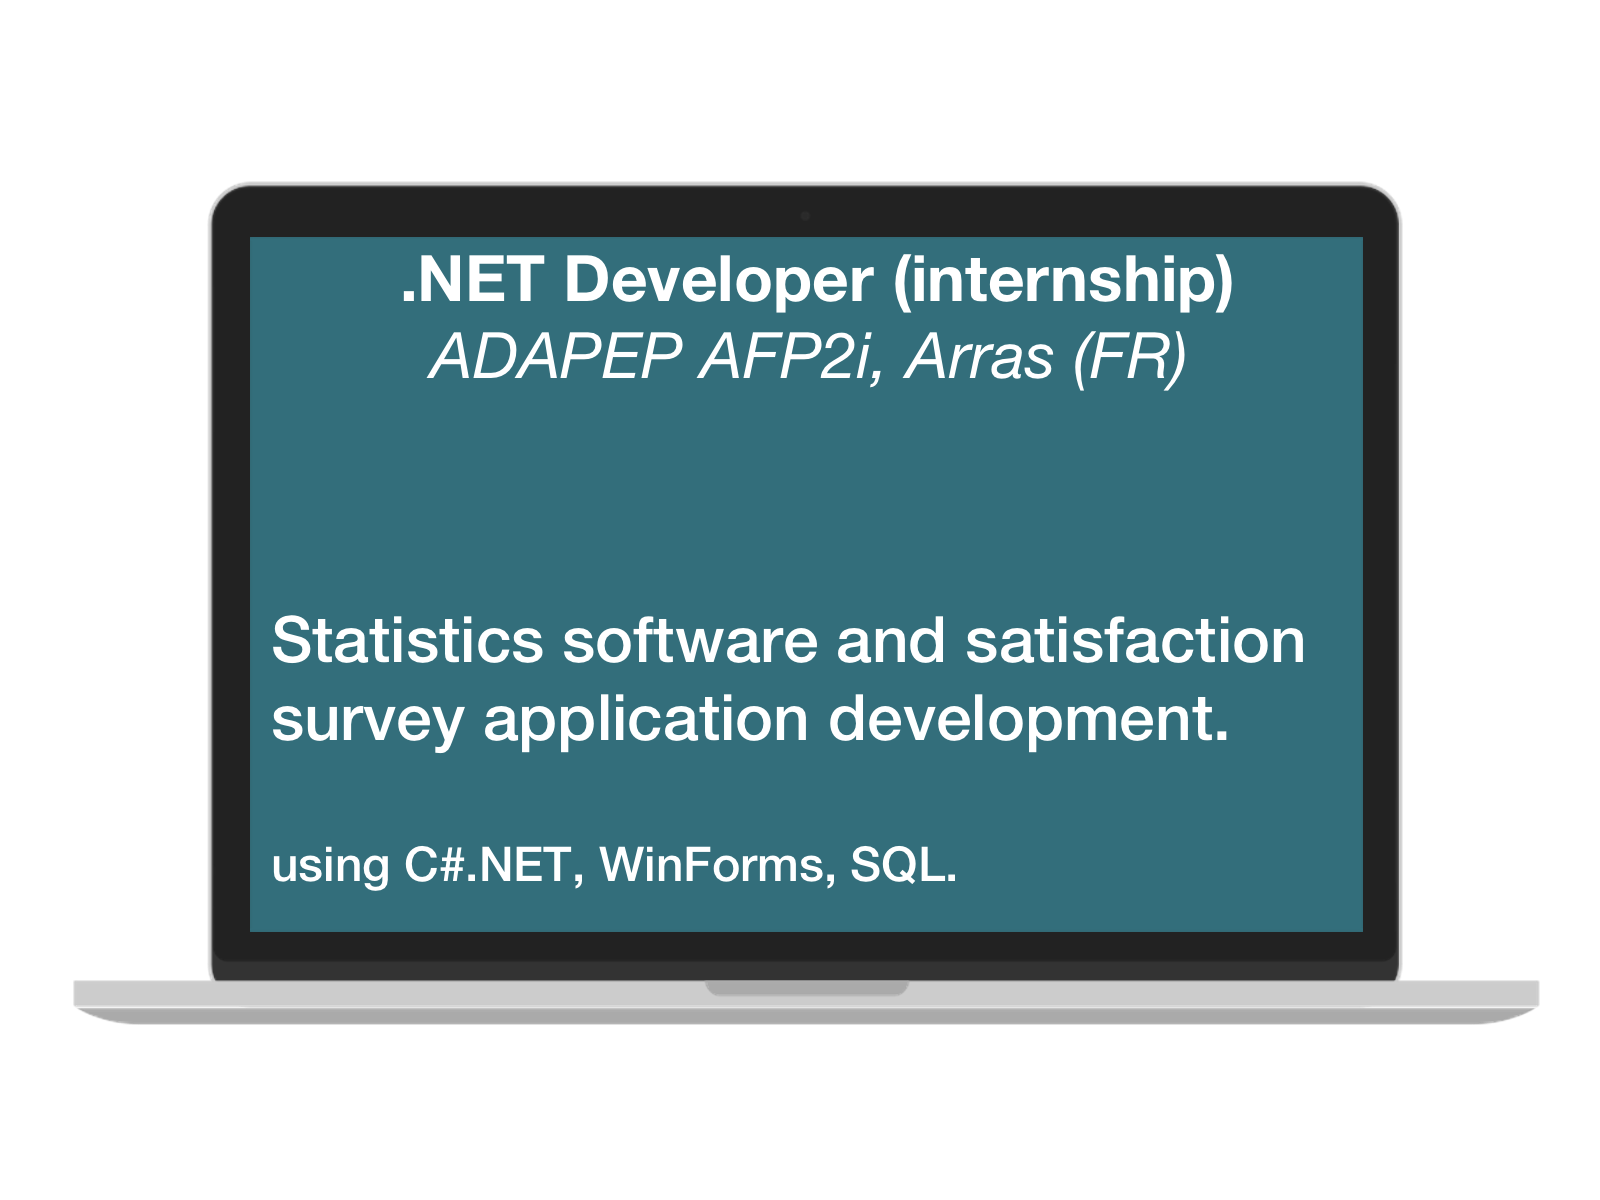 .NET Developer (internship)
ADAPEP AFP2i, Arras (FR)
Statistics software and satisfaction
survey application development.
using C#.NET, WinForms, SQL.